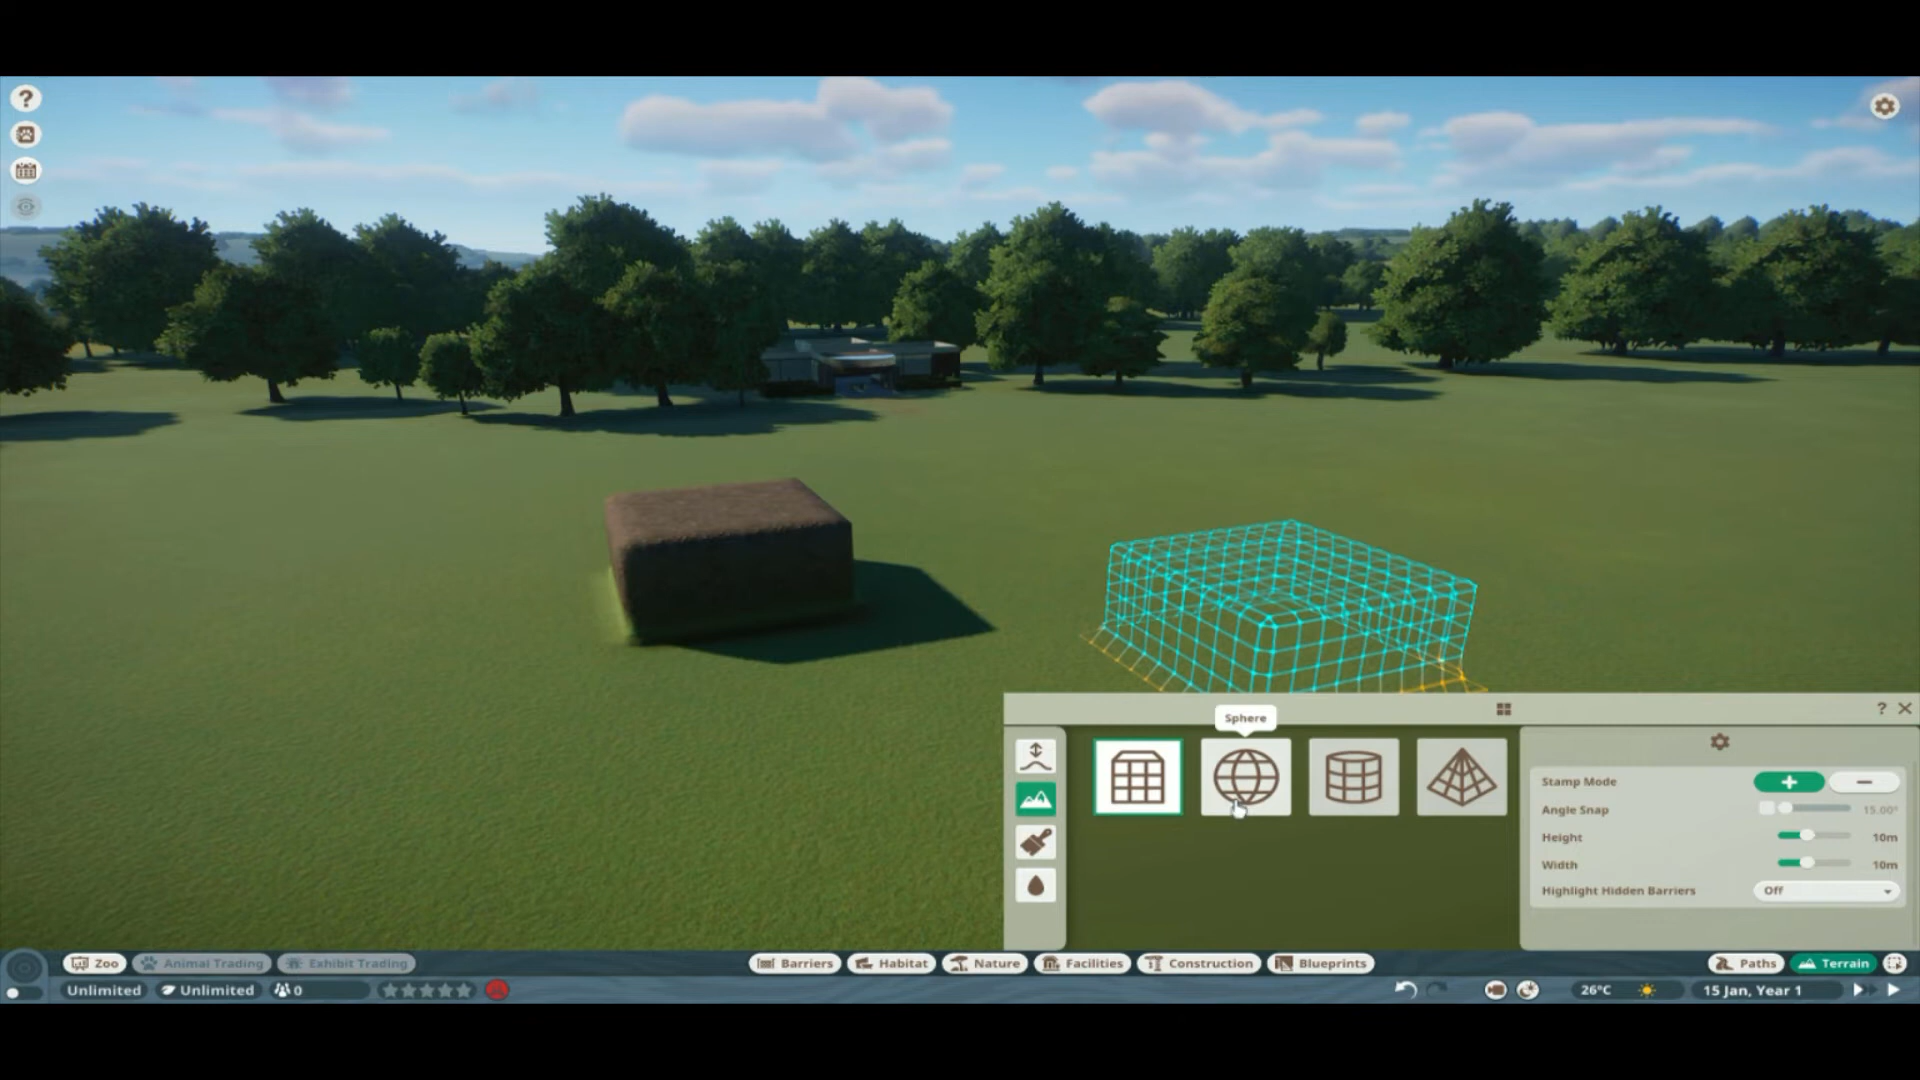 ?
Sphere
?
Stamp Mode
+
−
Angle Snap
15.00°
Height
10m
Width
10m
Highlight Hidden Barriers
Off
Zoo
Animal Trading
Exhibit Trading
Barriers
Habitat
Nature
Facilities
Construction
Blueprints
Paths
Terrain
Unlimited
Unlimited
0
26°C
15 Jan, Year 1